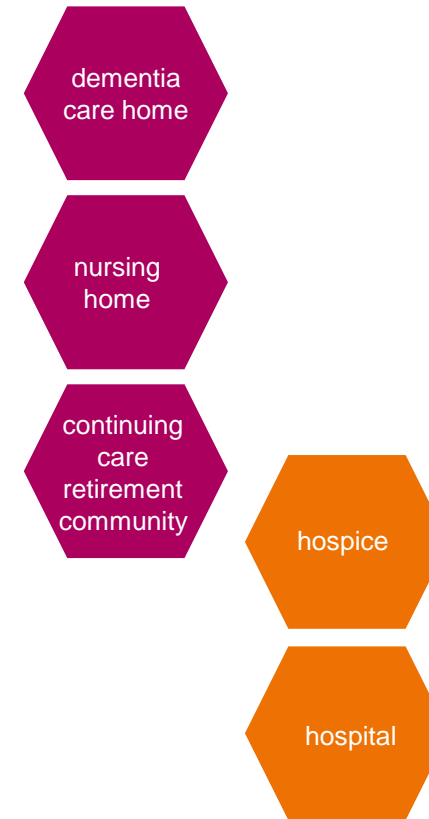 dementia
care home
nursing
home
continuing
care
retirement
community
hospice
hospital